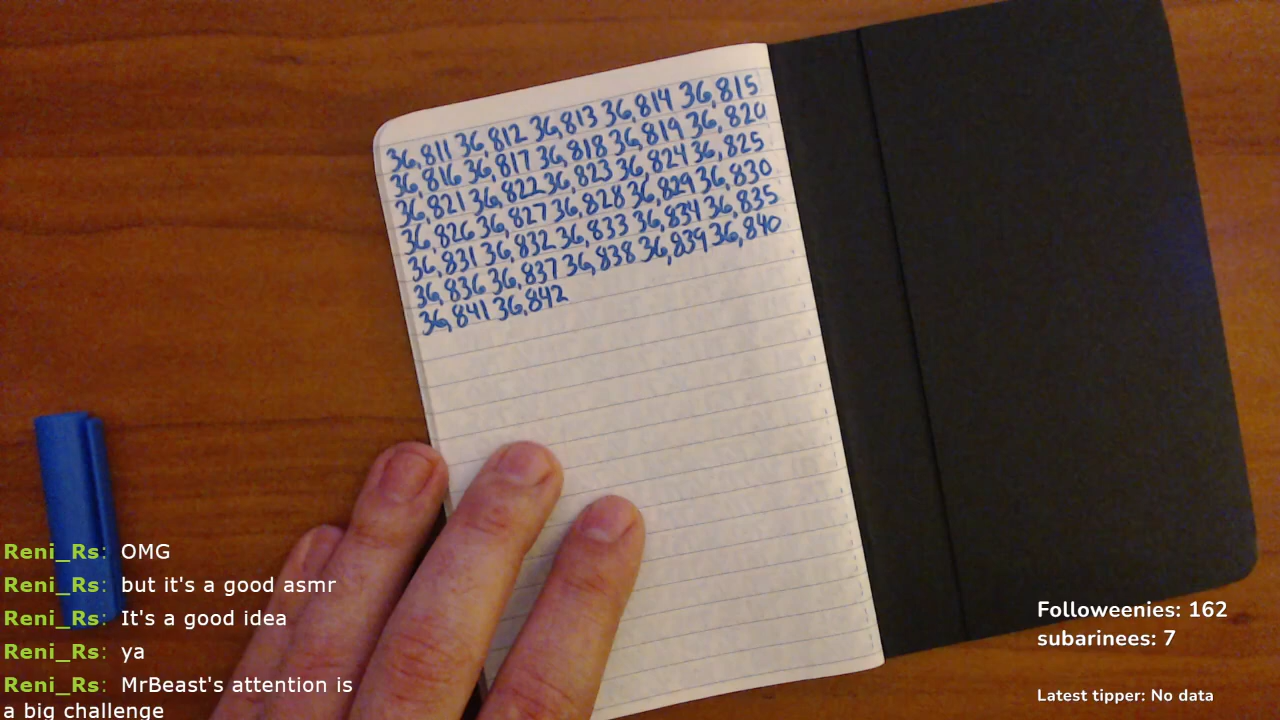 36,811 36,812 36,813 36,814 36,815
36,816 36,817 36,818 36,819 36,820
36,821 36,822 36,823 36,824 36,825
36,826 36,827 36,828 36,829 36,830
36,831 36,832 36,833 36,834 36,835
36,836 36,837 36,838 36,839 36,840
36,841 36,842
Reni_Rs: OMG
Reni_Rs: but it's a good asmr
Reni_Rs: It's a good idea
Reni_Rs: ya
Reni_Rs: MrBeast's attention is
a big challenge
Followeenies: 162
subarinees: 7
Latest tipper: No data